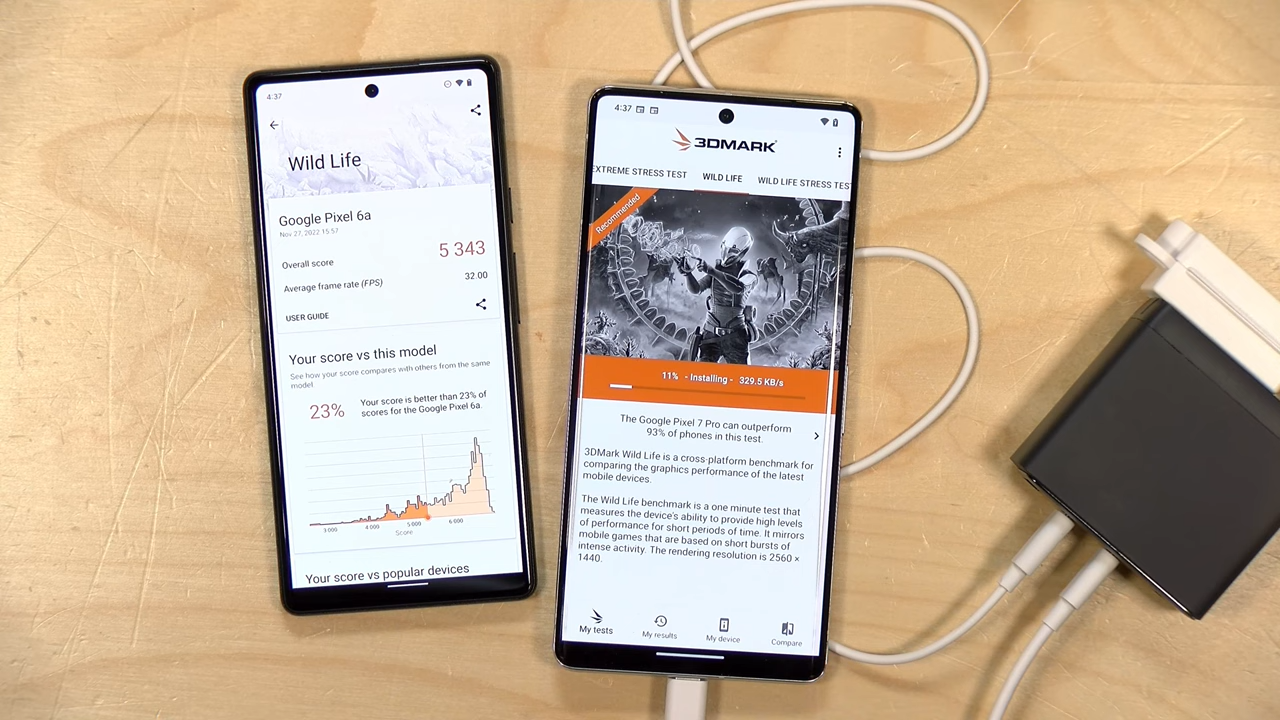 4:37
Wild Life
Google Pixel 6a
Nov 27, 2022 15:57
Overall score
5 343
Average frame rate (FPS)
32.00
USER GUIDE
Your score vs this model
See how your score compares with others from the same
model
23%
Your score is better than 23% of
scores for the Google Pixel 6a.
3 000
4 000
5 000
6 000
Score
Your score vs popular devices
4:37
3DMARK
EXTREME STRESS TEST
WILD LIFE
WILD LIFE STRESS TES
Recommended
11% - Installing - 329.5 KB/s
The Google Pixel 7 Pro can outperform
93% of phones in this test.
3DMark Wild Life is a cross-platform benchmark for
comparing the graphics performance of the latest
mobile devices.
The Wild Life benchmark is a one minute test that
measures the device's ability to provide high levels
of performance for short periods of time. It mirrors
mobile games that are based on short bursts of
intense activity. The rendering resolution is 2560 ×
1440.
My tests
My results
My device
Compare